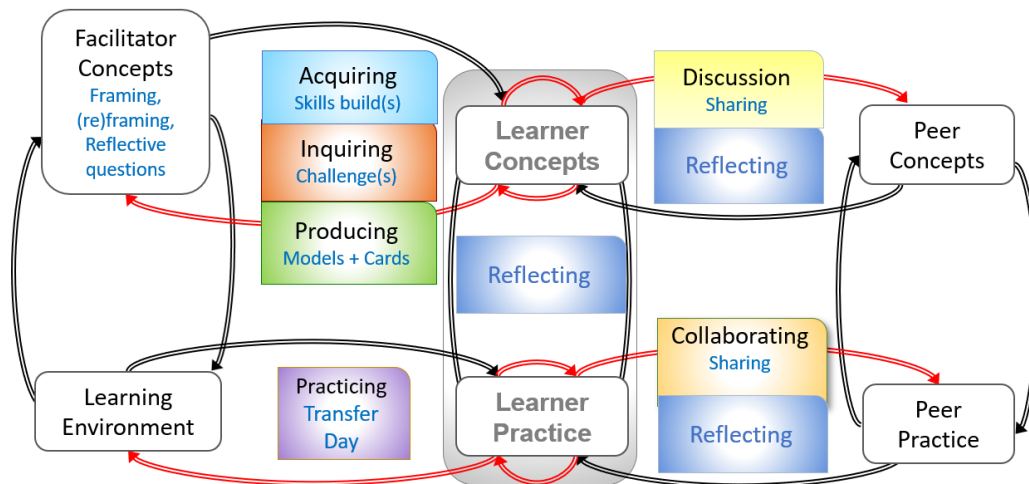 Facilitator
Concepts
Framing,
(re)framing,
Reflective
questions
Acquiring
Skills build(s)
Inquiring
Challenge(s)
Producing
Models + Cards
Learner
Concepts
Discussion
Sharing
Reflecting
Peer
Concepts
Reflecting
Learning
Environment
Practicing
Transfer
Day
Learner
Practice
Collaborating
Sharing
Reflecting
Peer
Practice